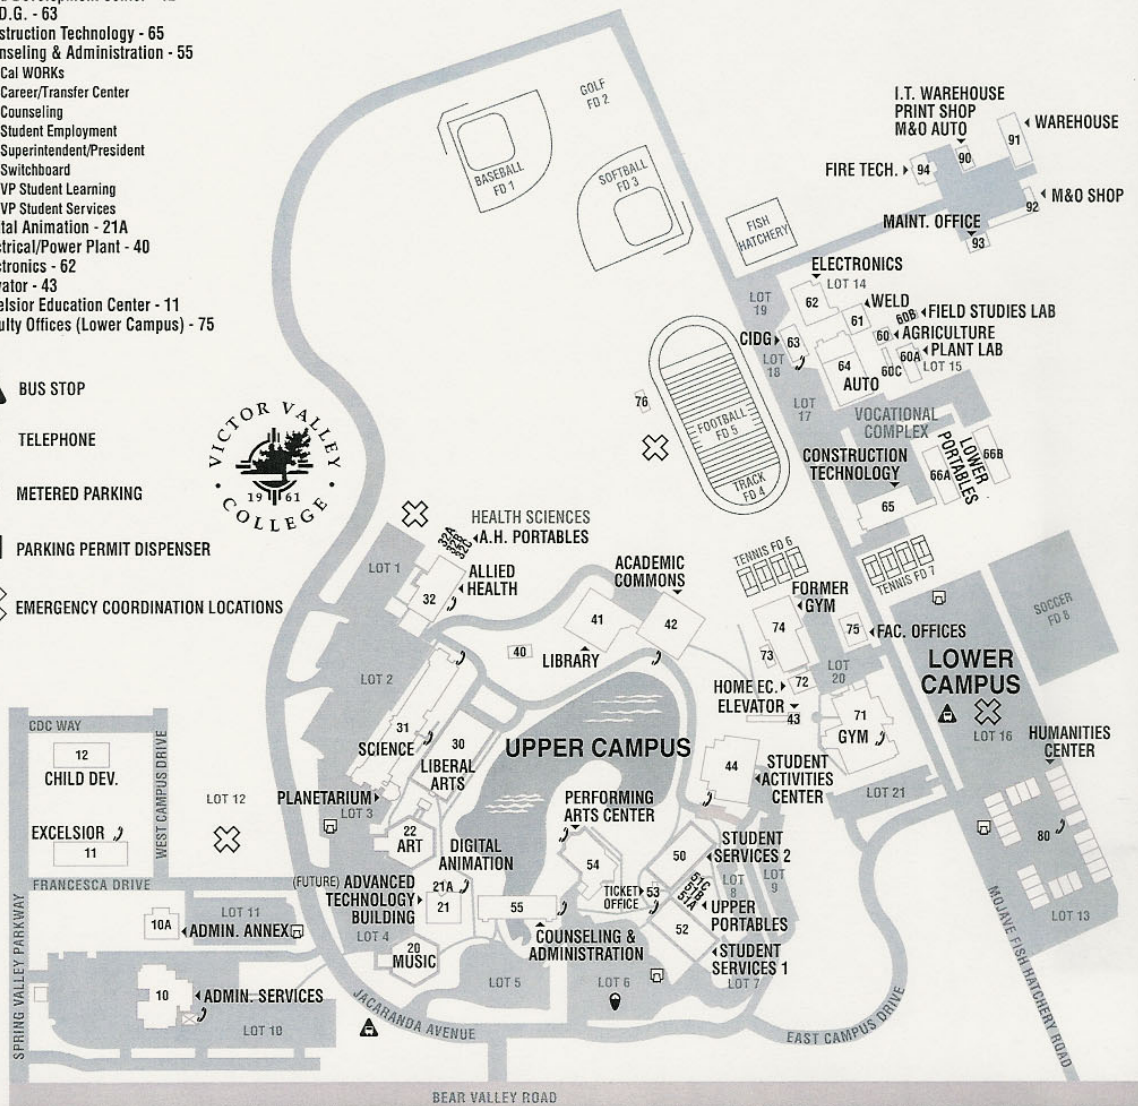 D.G. - 63
struction Technology - 65
nseling & Administration - 55
Cal WORKs
Career/Transfer Center
Counseling
Student Employment
Superintendent/President
Switchboard
VP Student Learning
VP Student Services
tal Animation - 21A
ctrical/Power Plant - 40
ctronics - 62
vator - 43
elsior Education Center - 11
ulty Offices (Lower Campus) - 75
BUS STOP
TELEPHONE
METERED PARKING
PARKING PERMIT DISPENSER
EMERGENCY COORDINATION LOCATIONS
VICTOR VALLEY
1961
COLLEGE
GOLF
FD 2
BASEBALL
FD 1
SOFTBALL
FD 3
FISH
HATCHERY
I.T. WAREHOUSE
PRINT SHOP
M&O AUTO
90
91
WAREHOUSE
FIRE TECH.
94
92
M&O SHOP
MAINT. OFFICE
93
ELECTRONICS
LOT 14
LOT
19
62
WELD
61
60B
FIELD STUDIES LAB
CIDG
63
60
AGRICULTURE
60A
PLANT LAB
LOT
18
64
AUTO
60C
LOT 15
LOT
17
VOCATIONAL
COMPLEX
76
FOOTBALL
FD 5
TRACK
FD 4
CONSTRUCTION
TECHNOLOGY
65
66A
LOWER
PORTABLES
66B
HEALTH SCIENCES
32A
32B
32C
A.H. PORTABLES
LOT 1
ALLIED
HEALTH
32
ACADEMIC
COMMONS
TENNIS FD 6
TENNIS FD 7
SOCCER
FD 8
FORMER
GYM
41
42
74
75
FAC. OFFICES
40
LIBRARY
73
LOT
20
LOWER
CAMPUS
LOT 2
HOME EC.
72
ELEVATOR
43
71
GYM
LOT 16
HUMANITIES
CENTER
31
SCIENCE
30
LIBERAL
ARTS
UPPER CAMPUS
44
STUDENT
ACTIVITIES
CENTER
LOT 21
CDC WAY
12
CHILD DEV.
WEST CAMPUS DRIVE
LOT 12
PLANETARIUM
LOT 3
PERFORMING
ARTS CENTER
80
EXCELSIOR
11
22
ART
DIGITAL
ANIMATION
54
50
STUDENT
SERVICES 2
FRANCESCA DRIVE
(FUTURE) ADVANCED
TECHNOLOGY
BUILDING
21A
21
55
TICKET
OFFICE
53
51C
51B
51A
LOT
8
LOT
9
UPPER
PORTABLES
LOT 11
10A
ADMIN. ANNEX
LOT 4
COUNSELING &
ADMINISTRATION
52
STUDENT
SERVICES 1
LOT 13
20
MUSIC
LOT 5
LOT 6
LOT 7
10
ADMIN. SERVICES
LOT 10
SPRING VALLEY PARKWAY
JACARANDA AVENUE
EAST CAMPUS DRIVE
MOJAVE FISH HATCHERY ROAD
BEAR VALLEY ROAD